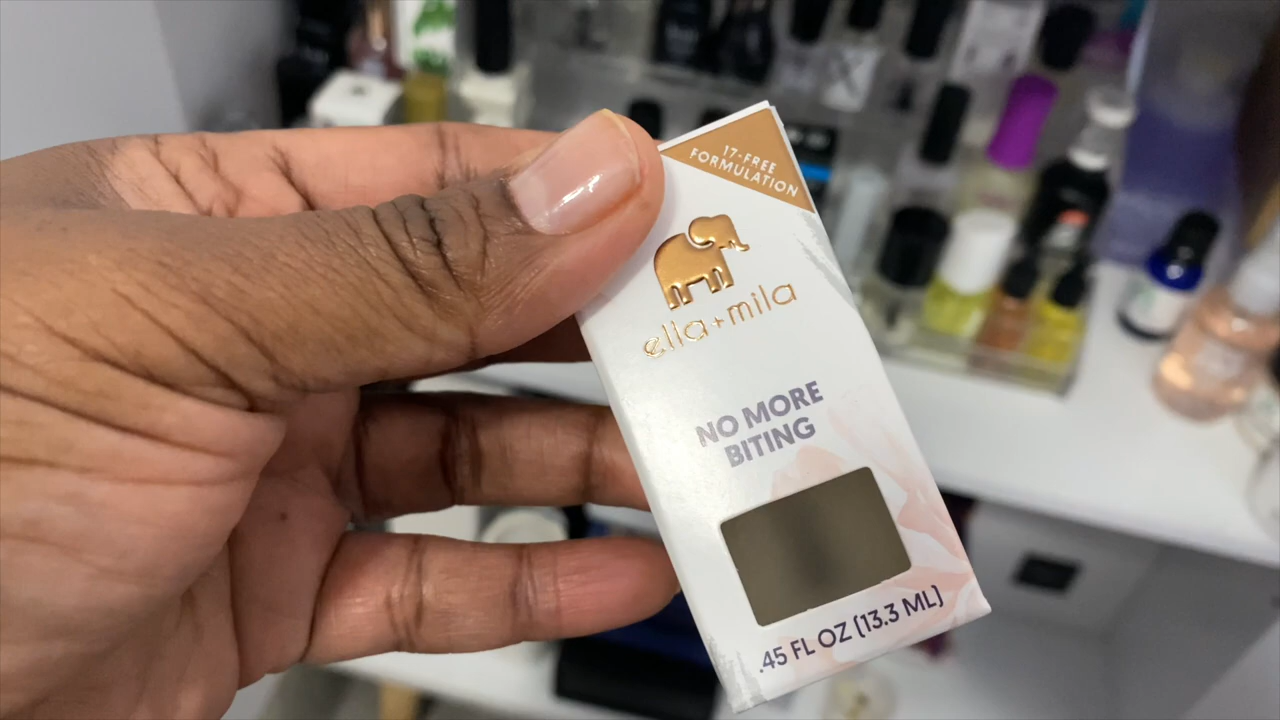 17-FREE
FORMULATION
ella+mila
NO MORE
BITING
.45 FL OZ (13.3 ML)